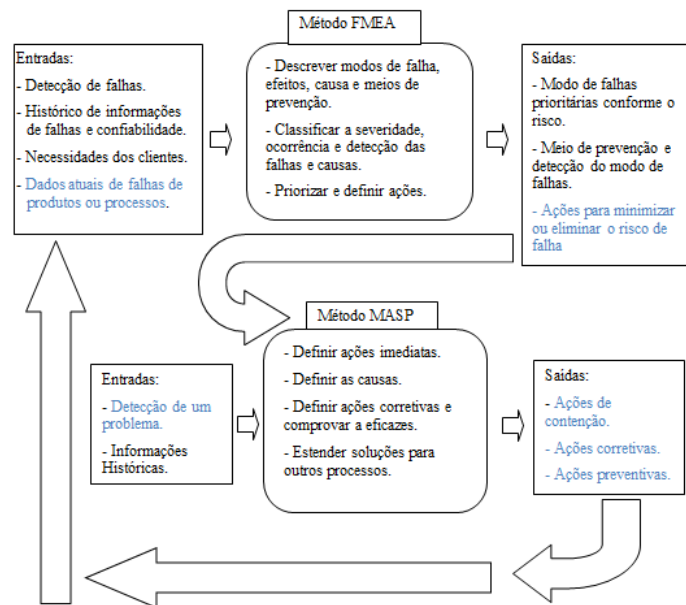 Método FMEA
Entradas:
- Detecção de falhas.
- Histórico de informações
de falhas e confiabilidade.
- Necessidades dos clientes.
- Dados atuais de falhas de
produtos ou processos.
- Descrever modos de falha,
efeitos, causa e meios de
prevenção.
- Classificar a severidade,
ocorrência e detecção das
falhas e causas.
- Priorizar e definir ações.
Saídas:
- Modo de falhas
prioritárias conforme o
risco.
- Meio de prevenção e
detecção do modo de
falhas.
- Ações para minimizar
ou eliminar o risco de
falha
Método MASP
Entradas:
- Detecção de um
problema.
- Informações
Históricas.
- Definir ações imediatas.
- Definir as causas.
- Definir ações corretivas e
comprovar a eficazes.
- Estender soluções para
outros processos.
Saídas:
- Ações de
contenção.
- Ações corretivas.
- Ações preventivas.